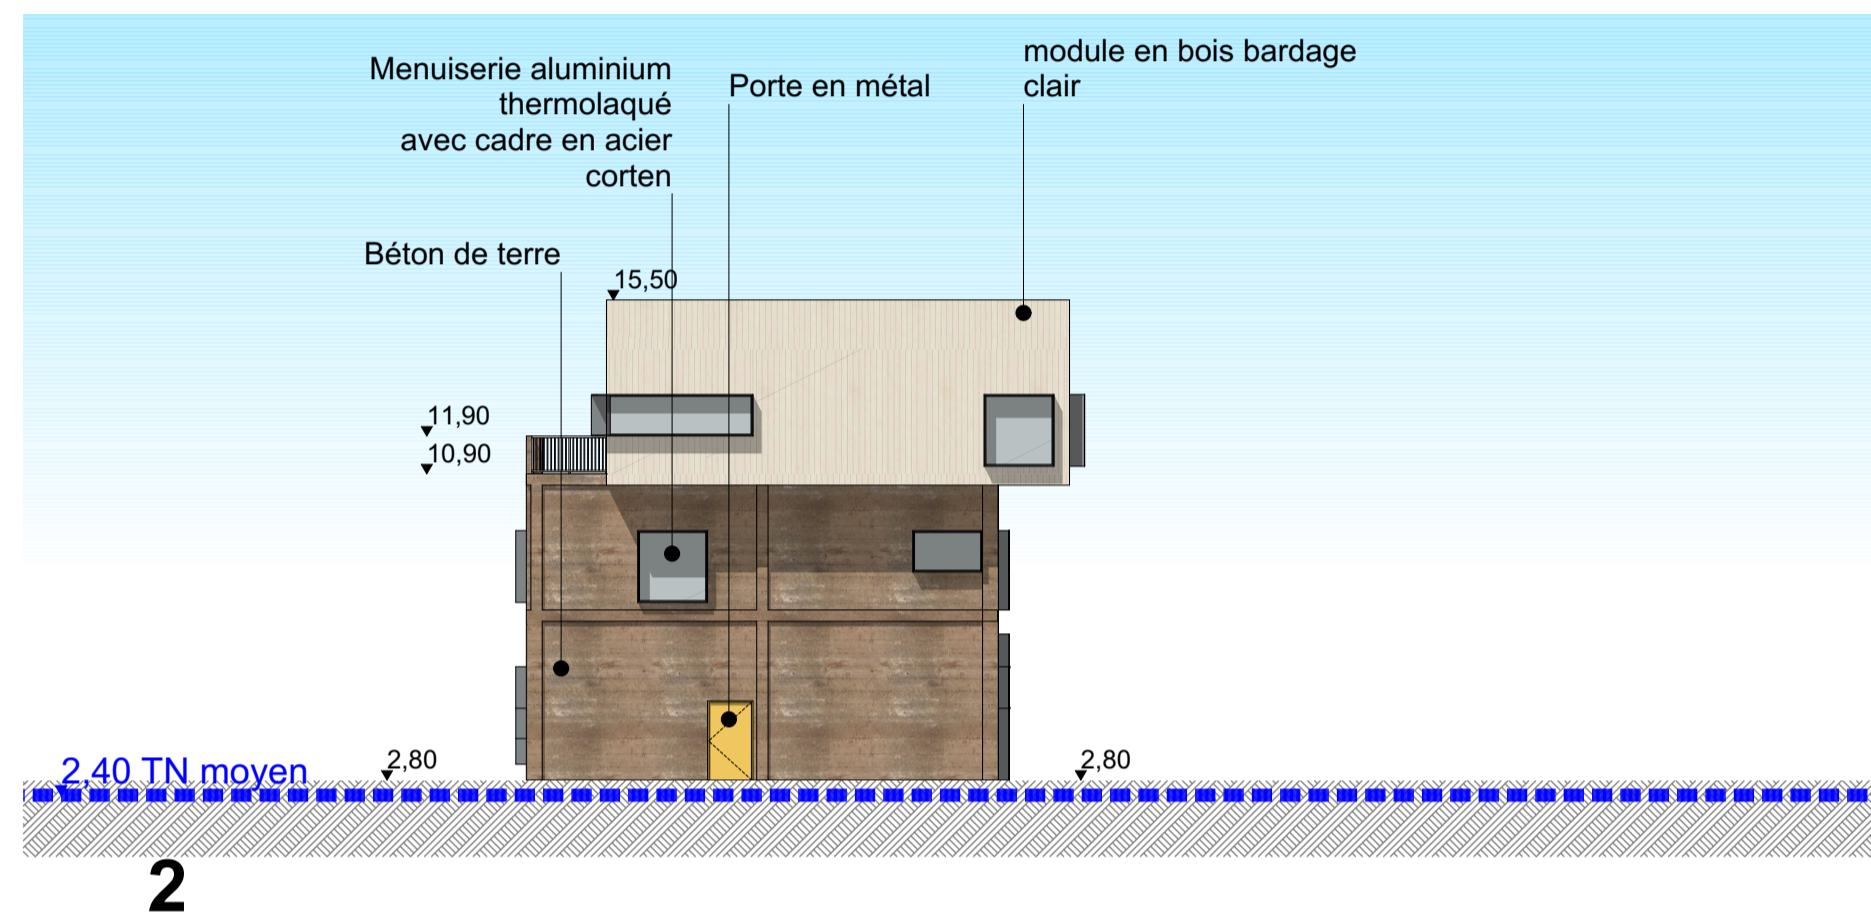 module en bois bardage
clair
Menuiserie aluminium
thermolaqué
avec cadre en acier
corten
Porte en métal
Béton de terre
15,50
11,90
10,90
2,80
2,80
2,40 TN moyen
2